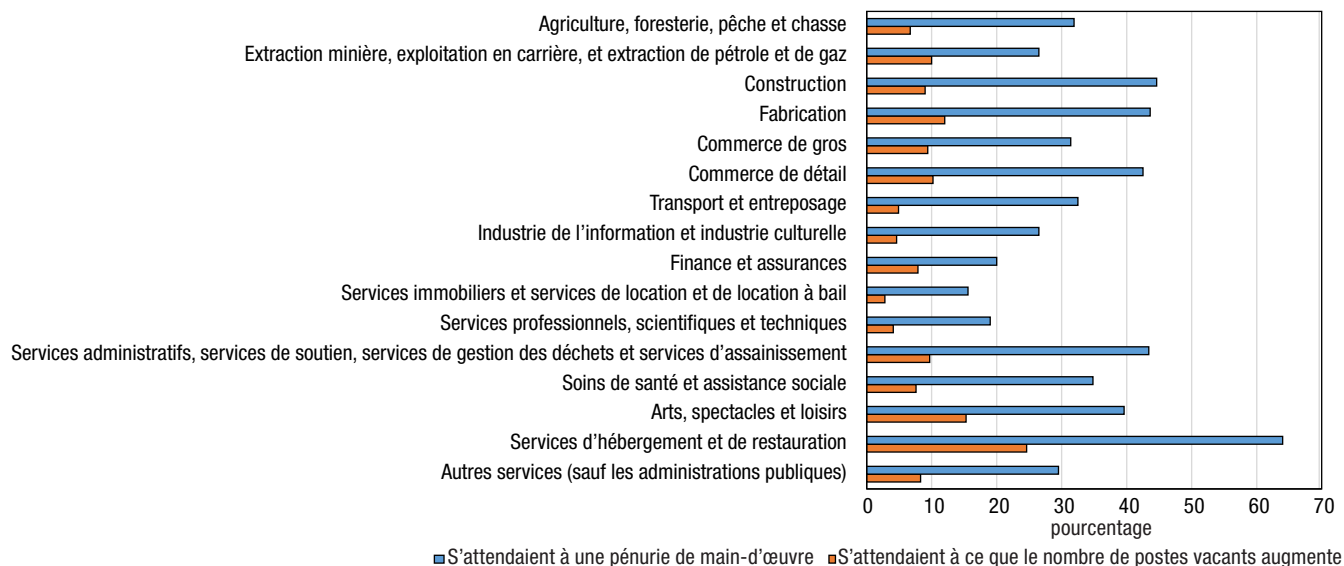 Agriculture, foresterie, pêche et chasse
Extraction minière, exploitation en carrière, et extraction de pétrole et de gaz
Construction
Fabrication
Commerce de gros
Commerce de détail
Transport et entreposage
Industrie de l'information et industrie culturelle
Finance et assurances
Services immobiliers et services de location et de location à bail
Services professionnels, scientifiques et techniques
Services administratifs, services de soutien, services de gestion des déchets et services d'assainissement
Soins de santé et assistance sociale
Arts, spectacles et loisirs
Services d'hébergement et de restauration
Autres services (sauf les administrations publiques)
0 10 20 30 40 50 60 70
pourcentage
S'attendaient à une pénurie de main-d'œuvre S'attendaient à ce que le nombre de postes vacants augmente